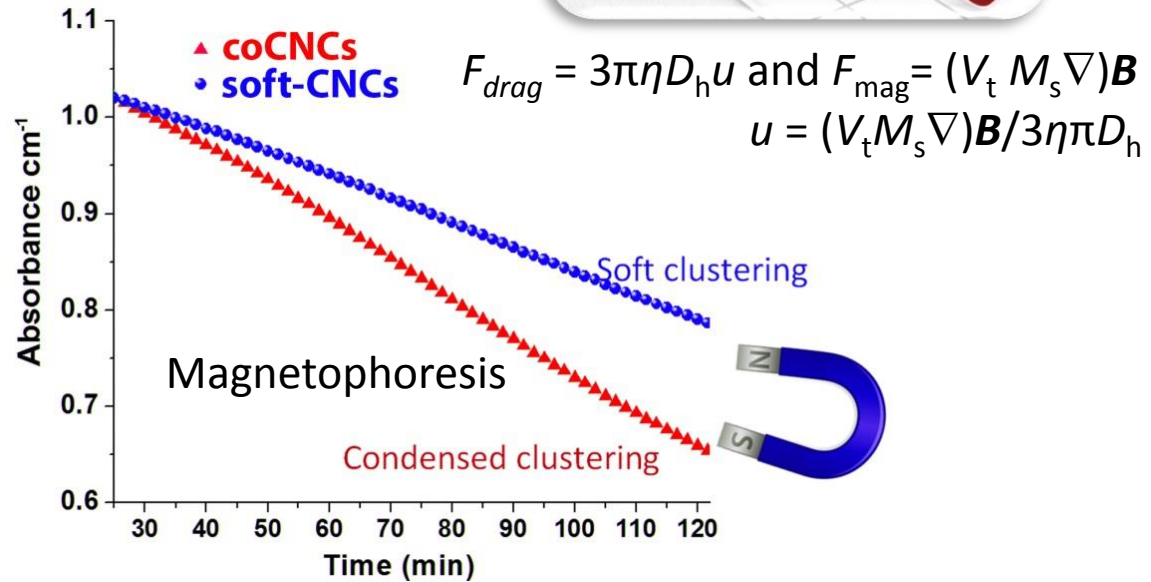 F_drag = 3πηD_hu and F_mag= (V_t M_s∇)B
u = (V_tM_s∇)B/3ηπD_h
coCNCs
soft-CNCs
Absorbance cm⁻¹
1.1
1.0
0.9
0.8
0.7
0.6
Soft clustering
Magnetophoresis
Condensed clustering
N
S
30 40 50 60 70 80 90 100 110 120
Time (min)